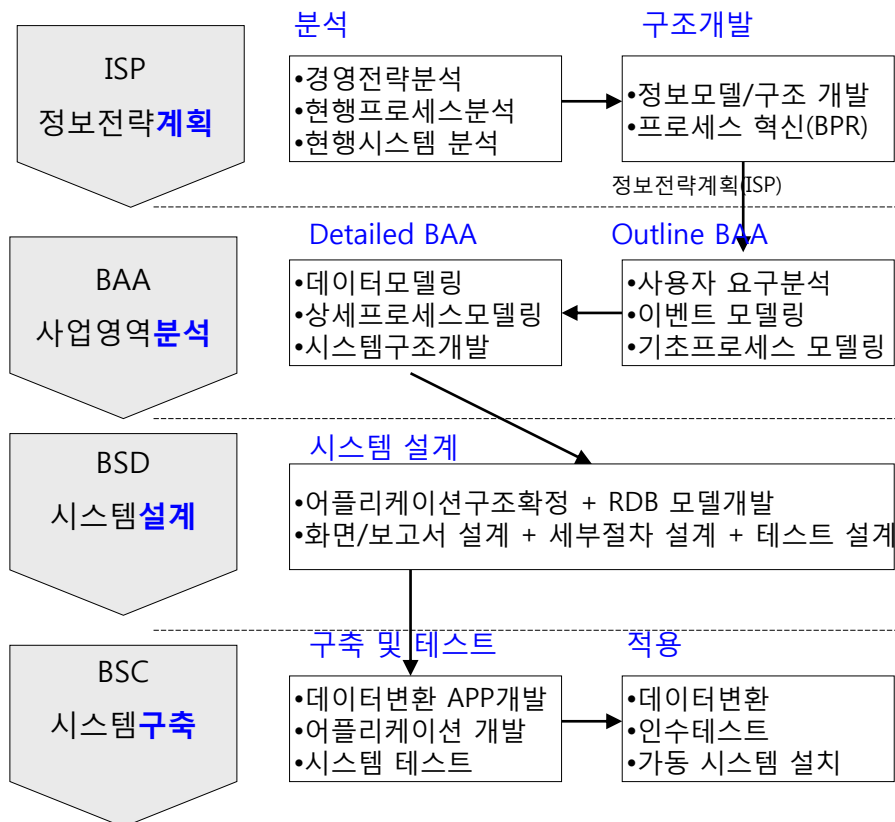 분석
구조개발
ISP
정보전략계획
•경영전략분석
•현행프로세스분석
•현행시스템 분석
•정보모델/구조 개발
•프로세스 혁신(BPR)
정보전략계획(ISP)
Detailed BAA
Outline BAA
BAA
사업영역분석
•데이터모델링
•상세프로세스모델링
•시스템구조개발
•사용자 요구분석
•이벤트 모델링
•기초프로세스 모델링
시스템 설계
BSD
시스템설계
•어플리케이션구조확정 + RDB 모델개발
•화면/보고서 설계 + 세부절차 설계 + 테스트 설계
구축 및 테스트
적용
BSC
시스템구축
•데이터변환 APP개발
•어플리케이션 개발
•시스템 테스트
•데이터변환
•인수테스트
•가동 시스템 설치